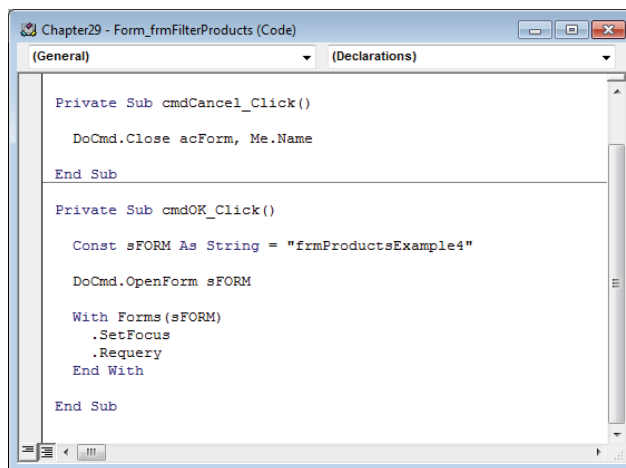 Chapter29 - Form_frmFilterProducts (Code)
(General) (Declarations)
Private Sub cmdCancel_Click()
DoCmd.Close acForm, Me.Name
End Sub
Private Sub cmdOK_Click()
Const sFORM As String = "frmProductsExample4"
DoCmd.OpenForm sFORM
With Forms(sFORM)
.SetFocus
.Requery
End With
End Sub